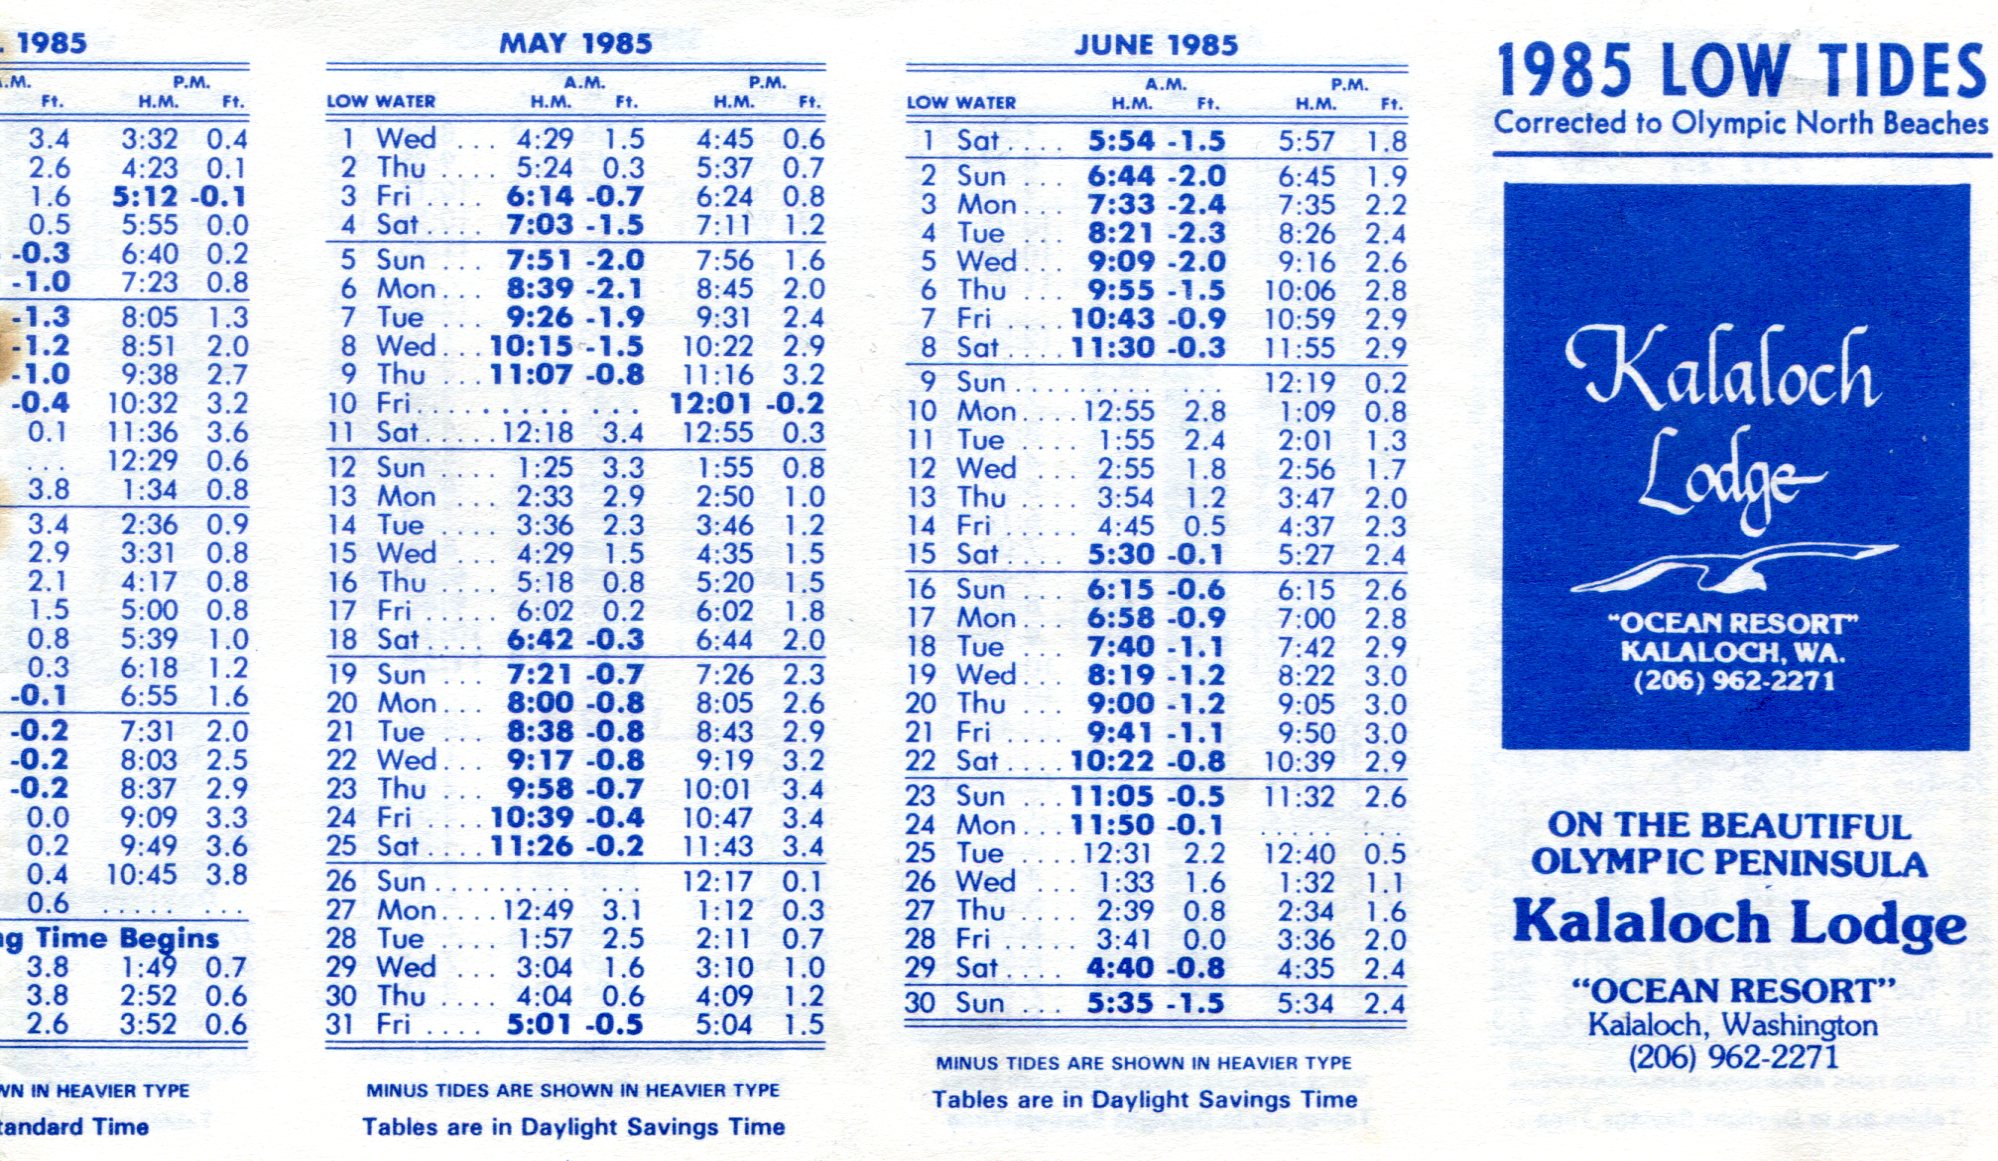 . 1985
A.M. P.M.
Ft. H.M. Ft.
3.4 3:32 0.4
2.6 4:23 0.1
1.6 5:12 -0.1
0.5 5:55 0.0
-0.3 6:40 0.2
-1.0 7:23 0.8
-1.3 8:05 1.3
-1.2 8:51 2.0
-1.0 9:38 2.7
-0.4 10:32 3.2
0.1 11:36 3.6
... 12:29 0.6
3.8 1:34 0.8
3.4 2:36 0.9
2.9 3:31 0.8
2.1 4:17 0.8
1.5 5:00 0.8
0.8 5:39 1.0
0.3 6:18 1.2
-0.1 6:55 1.6
-0.2 7:31 2.0
-0.2 8:03 2.5
-0.2 8:37 2.9
0.0 9:09 3.3
0.2 9:49 3.6
0.4 10:45 3.8
0.6 ..... ...
g Time Begins
3.8 1:49 0.7
3.8 2:52 0.6
2.6 3:52 0.6
WN IN HEAVIER TYPE
tandard Time
MAY 1985
A.M. P.M.
LOW WATER H.M. Ft. H.M. Ft.
1 Wed ... 4:29 1.5 4:45 0.6
2 Thu .... 5:24 0.3 5:37 0.7
3 Fri .... 6:14 -0.7 6:24 0.8
4 Sat.... 7:03 -1.5 7:11 1.2
5 Sun ... 7:51 -2.0 7:56 1.6
6 Mon... 8:39 -2.1 8:45 2.0
7 Tue ... 9:26 -1.9 9:31 2.4
8 Wed... 10:15 -1.5 10:22 2.9
9 Thu ... 11:07 -0.8 11:16 3.2
10 Fri......... ... 12:01 -0.2
11 Sat..... 12:18 3.4 12:55 0.3
12 Sun .... 1:25 3.3 1:55 0.8
13 Mon .... 2:33 2.9 2:50 1.0
14 Tue .... 3:36 2.3 3:46 1.2
15 Wed ... 4:29 1.5 4:35 1.5
16 Thu .... 5:18 0.8 5:20 1.5
17 Fri ..... 6:02 0.2 6:02 1.8
18 Sat.... 6:42 -0.3 6:44 2.0
19 Sun ... 7:21 -0.7 7:26 2.3
20 Mon... 8:00 -0.8 8:05 2.6
21 Tue ... 8:38 -0.8 8:43 2.9
22 Wed... 9:17 -0.8 9:19 3.2
23 Thu ... 9:58 -0.7 10:01 3.4
24 Fri .... 10:39 -0.4 10:47 3.4
25 Sat.... 11:26 -0.2 11:43 3.4
26 Sun........ ... 12:17 0.1
27 Mon.... 12:49 3.1 1:12 0.3
28 Tue .... 1:57 2.5 2:11 0.7
29 Wed ... 3:04 1.6 3:10 1.0
30 Thu .... 4:04 0.6 4:09 1.2
31 Fri .... 5:01 -0.5 5:04 1.5
MINUS TIDES ARE SHOWN IN HEAVIER TYPE
Tables are in Daylight Savings Time
JUNE 1985
A.M. P.M.
LOW WATER H.M. Ft. H.M. Ft.
1 Sat.... 5:54 -1.5 5:57 1.8
2 Sun ... 6:44 -2.0 6:45 1.9
3 Mon... 7:33 -2.4 7:35 2.2
4 Tue ... 8:21 -2.3 8:26 2.4
5 Wed... 9:09 -2.0 9:16 2.6
6 Thu ... 9:55 -1.5 10:06 2.8
7 Fri .... 10:43 -0.9 10:59 2.9
8 Sat.... 11:30 -0.3 11:55 2.9
9 Sun ......... ... 12:19 0.2
10 Mon.... 12:55 2.8 1:09 0.8
11 Tue .... 1:55 2.4 2:01 1.3
12 Wed ... 2:55 1.8 2:56 1.7
13 Thu .... 3:54 1.2 3:47 2.0
14 Fri ..... 4:45 0.5 4:37 2.3
15 Sat.... 5:30 -0.1 5:27 2.4
16 Sun ... 6:15 -0.6 6:15 2.6
17 Mon... 6:58 -0.9 7:00 2.8
18 Tue ... 7:40 -1.1 7:42 2.9
19 Wed... 8:19 -1.2 8:22 3.0
20 Thu ... 9:00 -1.2 9:05 3.0
21 Fri .... 9:41 -1.1 9:50 3.0
22 Sat.... 10:22 -0.8 10:39 2.9
23 Sun ... 11:05 -0.5 11:32 2.6
24 Mon... 11:50 -0.1 ..... ...
25 Tue .... 12:31 2.2 12:40 0.5
26 Wed ... 1:33 1.6 1:32 1.1
27 Thu .... 2:39 0.8 2:34 1.6
28 Fri ..... 3:41 0.0 3:36 2.0
29 Sat.... 4:40 -0.8 4:35 2.4
30 Sun ... 5:35 -1.5 5:34 2.4
MINUS TIDES ARE SHOWN IN HEAVIER TYPE
Tables are in Daylight Savings Time
1985 LOW TIDES
Corrected to Olympic North Beaches
Kalaloch
Lodge
"OCEAN RESORT"
KALALOCH, WA.
(206) 962-2271
ON THE BEAUTIFUL
OLYMPIC PENINSULA
Kalaloch Lodge
"OCEAN RESORT"
Kalaloch, Washington
(206) 962-2271